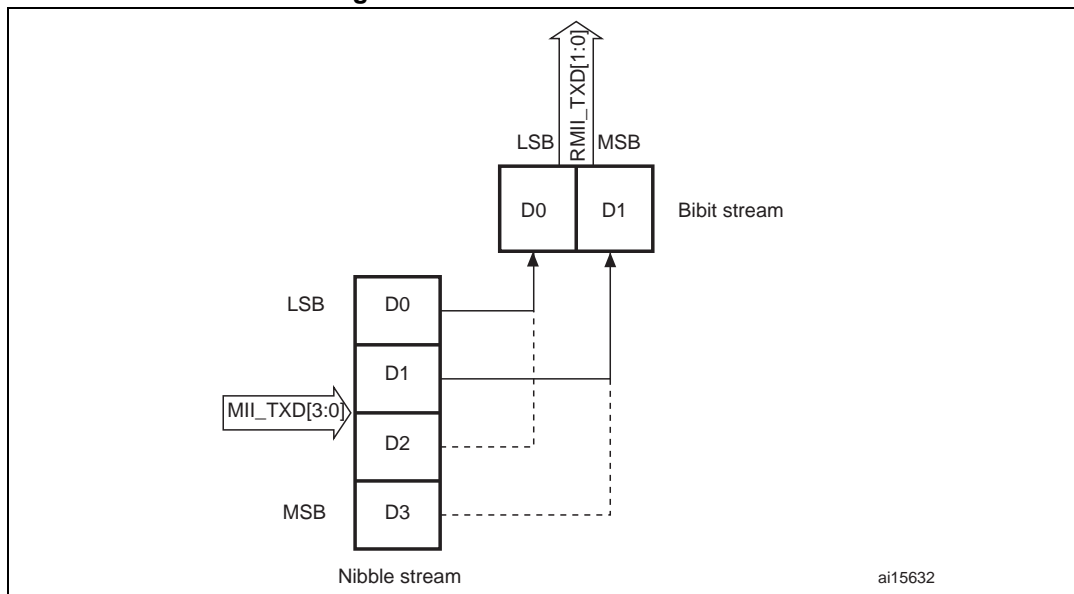 RMII_TXD[1:0]
LSB MSB
D0 D1 Bibit stream
LSB D0
D1
MII_TXD[3:0]
D2
MSB D3
Nibble stream
ai15632